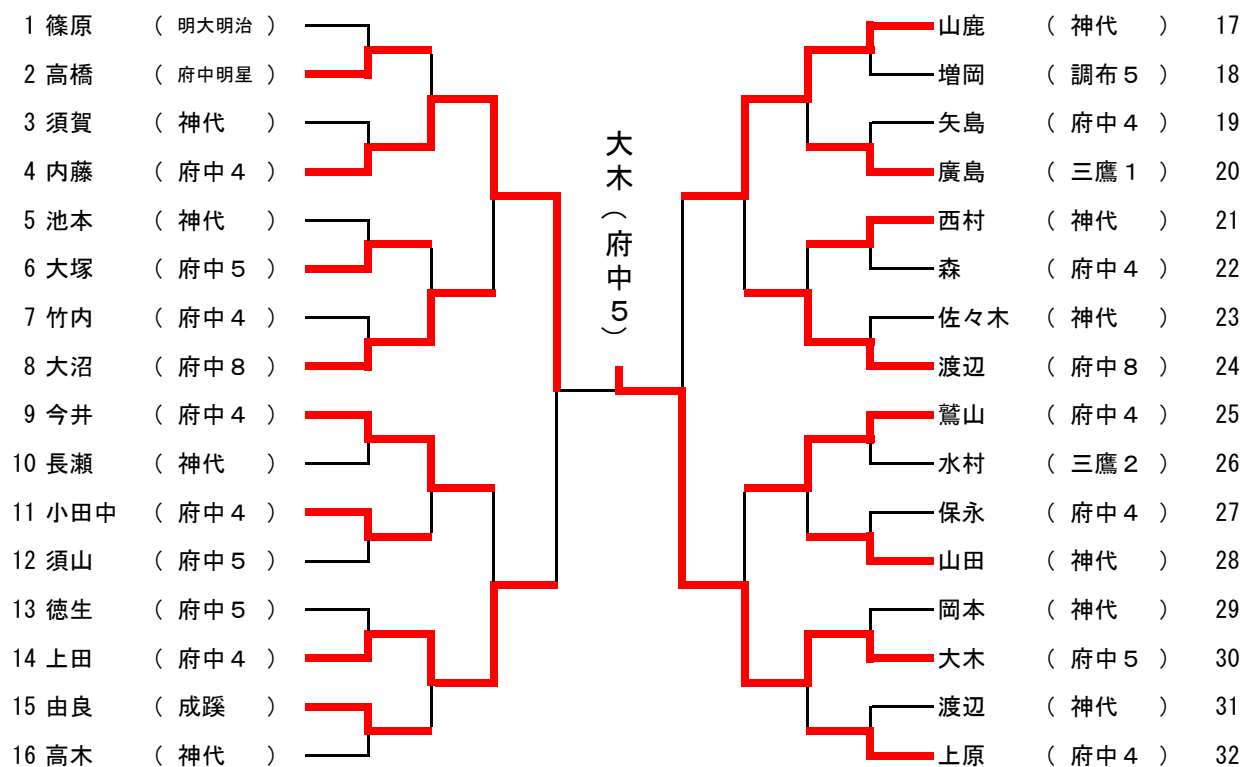 1 篠原 （ 明大明治 ）
2 高橋 （ 府中明星 ）
3 須賀 （ 神代 ）
4 内藤 （ 府中４ ）
5 池本 （ 神代 ）
6 大塚 （ 府中５ ）
7 竹内 （ 府中４ ）
8 大沼 （ 府中８ ）
9 今井 （ 府中４ ）
10 長瀬 （ 神代 ）
11 小田中 （ 府中４ ）
12 須山 （ 府中５ ）
13 徳生 （ 府中５ ）
14 上田 （ 府中４ ）
15 由良 （ 成蹊 ）
16 高木 （ 神代 ）
大木（府中５）
山鹿 （ 神代 ） 17
増岡 （ 調布５ ） 18
矢島 （ 府中４ ） 19
廣島 （ 三鷹１ ） 20
西村 （ 神代 ） 21
森 （ 府中４ ） 22
佐々木 （ 神代 ） 23
渡辺 （ 府中８ ） 24
鷲山 （ 府中４ ） 25
水村 （ 三鷹２ ） 26
保永 （ 府中４ ） 27
山田 （ 神代 ） 28
岡本 （ 神代 ） 29
大木 （ 府中５ ） 30
渡辺 （ 神代 ） 31
上原 （ 府中４ ） 32